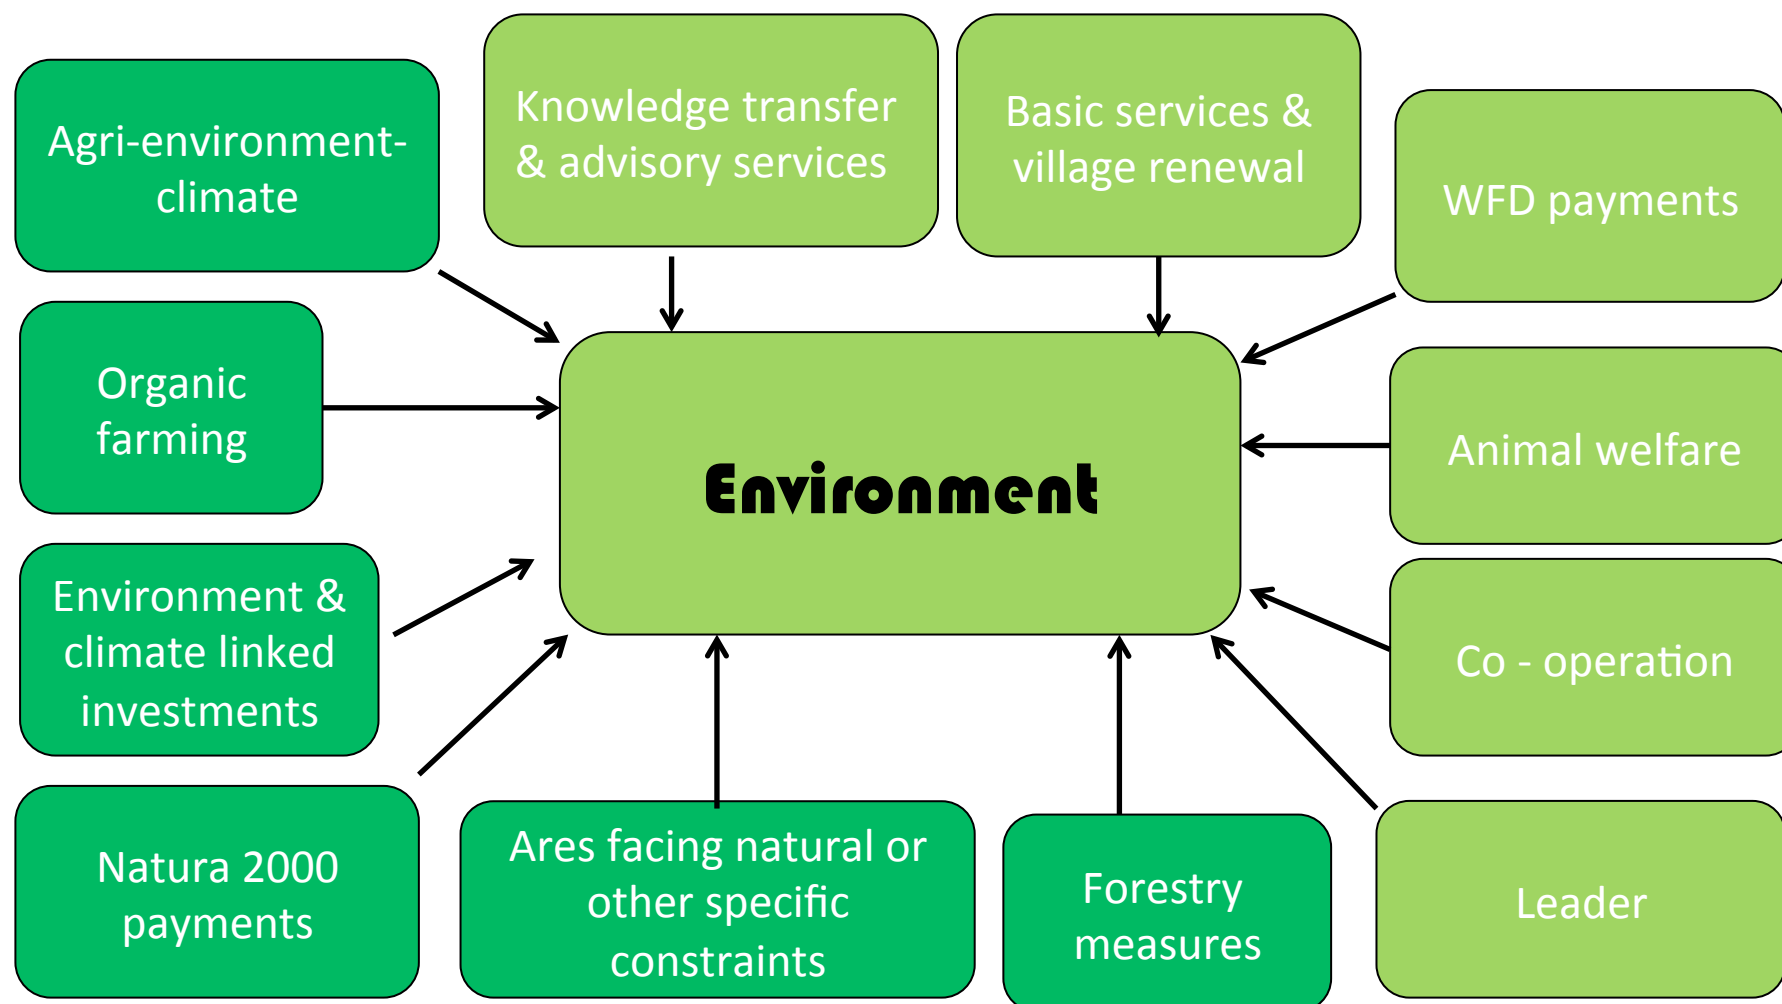 Agri-environment-
climate
Knowledge transfer
& advisory services
Basic services &
village renewal
WFD payments
Organic
farming
Environment
Animal welfare
Environment &
climate linked
investments
Co - operation
Natura 2000
payments
Ares facing natural or
other specific
constraints
Forestry
measures
Leader